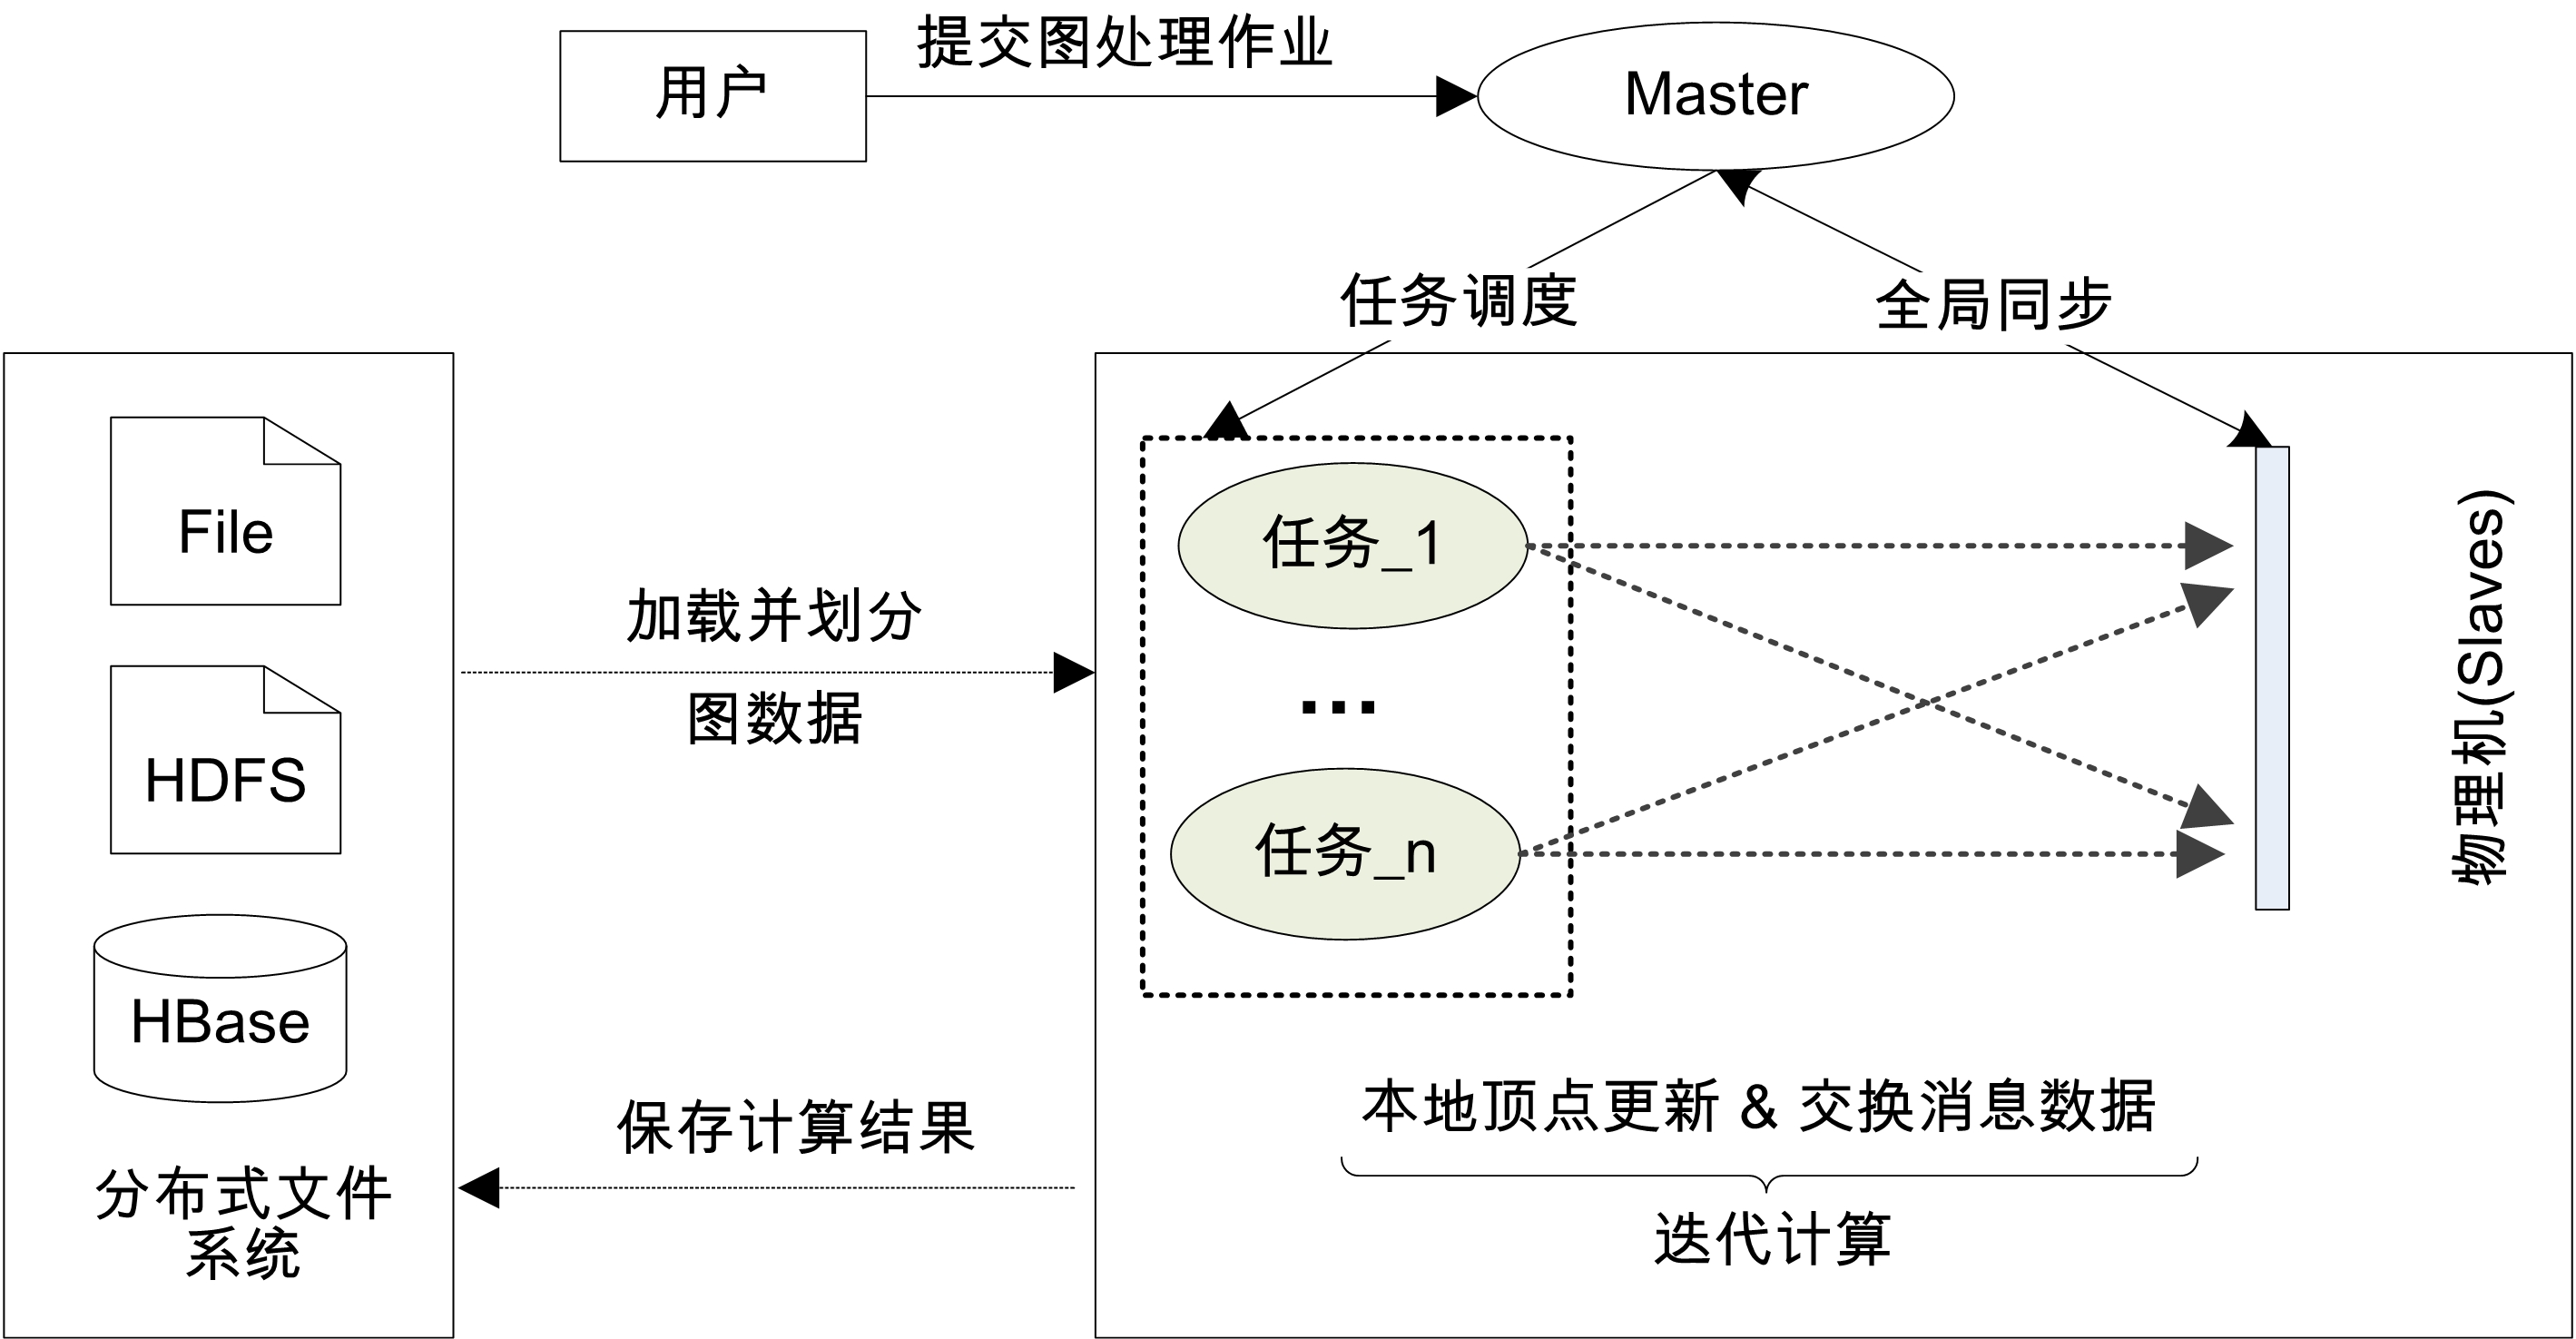 提交图处理作业
用户
Master
任务调度
全局同步
File
HDFS
HBase
分布式文件
系统
加载并划分
图数据
保存计算结果
任务_1
...
任务_n
物理机(Slaves)
本地顶点更新 & 交换消息数据
迭代计算